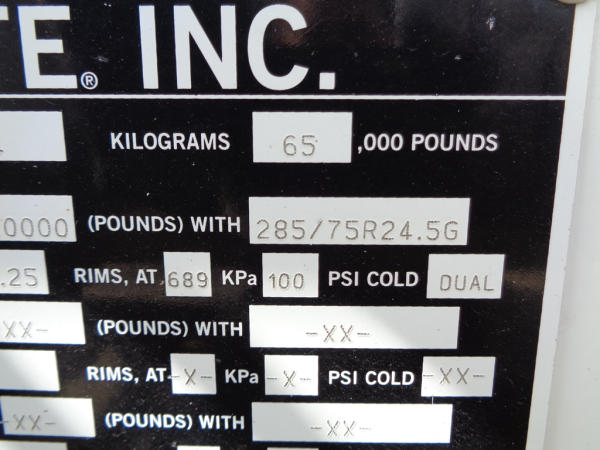 TE® INC.
KILOGRAMS 65 ,000 POUNDS
0000 (POUNDS) WITH 285/75R24.5G
.25 RIMS, AT 689 KPa 100 PSI COLD DUAL
XX- (POUNDS) WITH -XX-
RIMS, AT -X- KPa -X- PSI COLD -XX-
-XX- (POUNDS) WITH -XX-